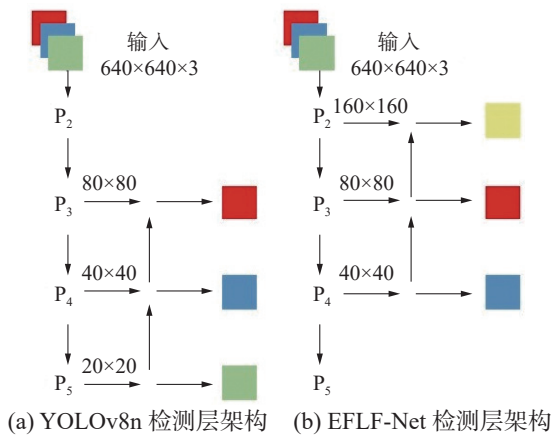 输入
640×640×3
P₂
80×80
P₃
40×40
P₄
20×20
P₅
(a) YOLOv8n 检测层架构
输入
640×640×3
160×160
P₂
80×80
P₃
40×40
P₄
P₅
(b) EFLF-Net 检测层架构